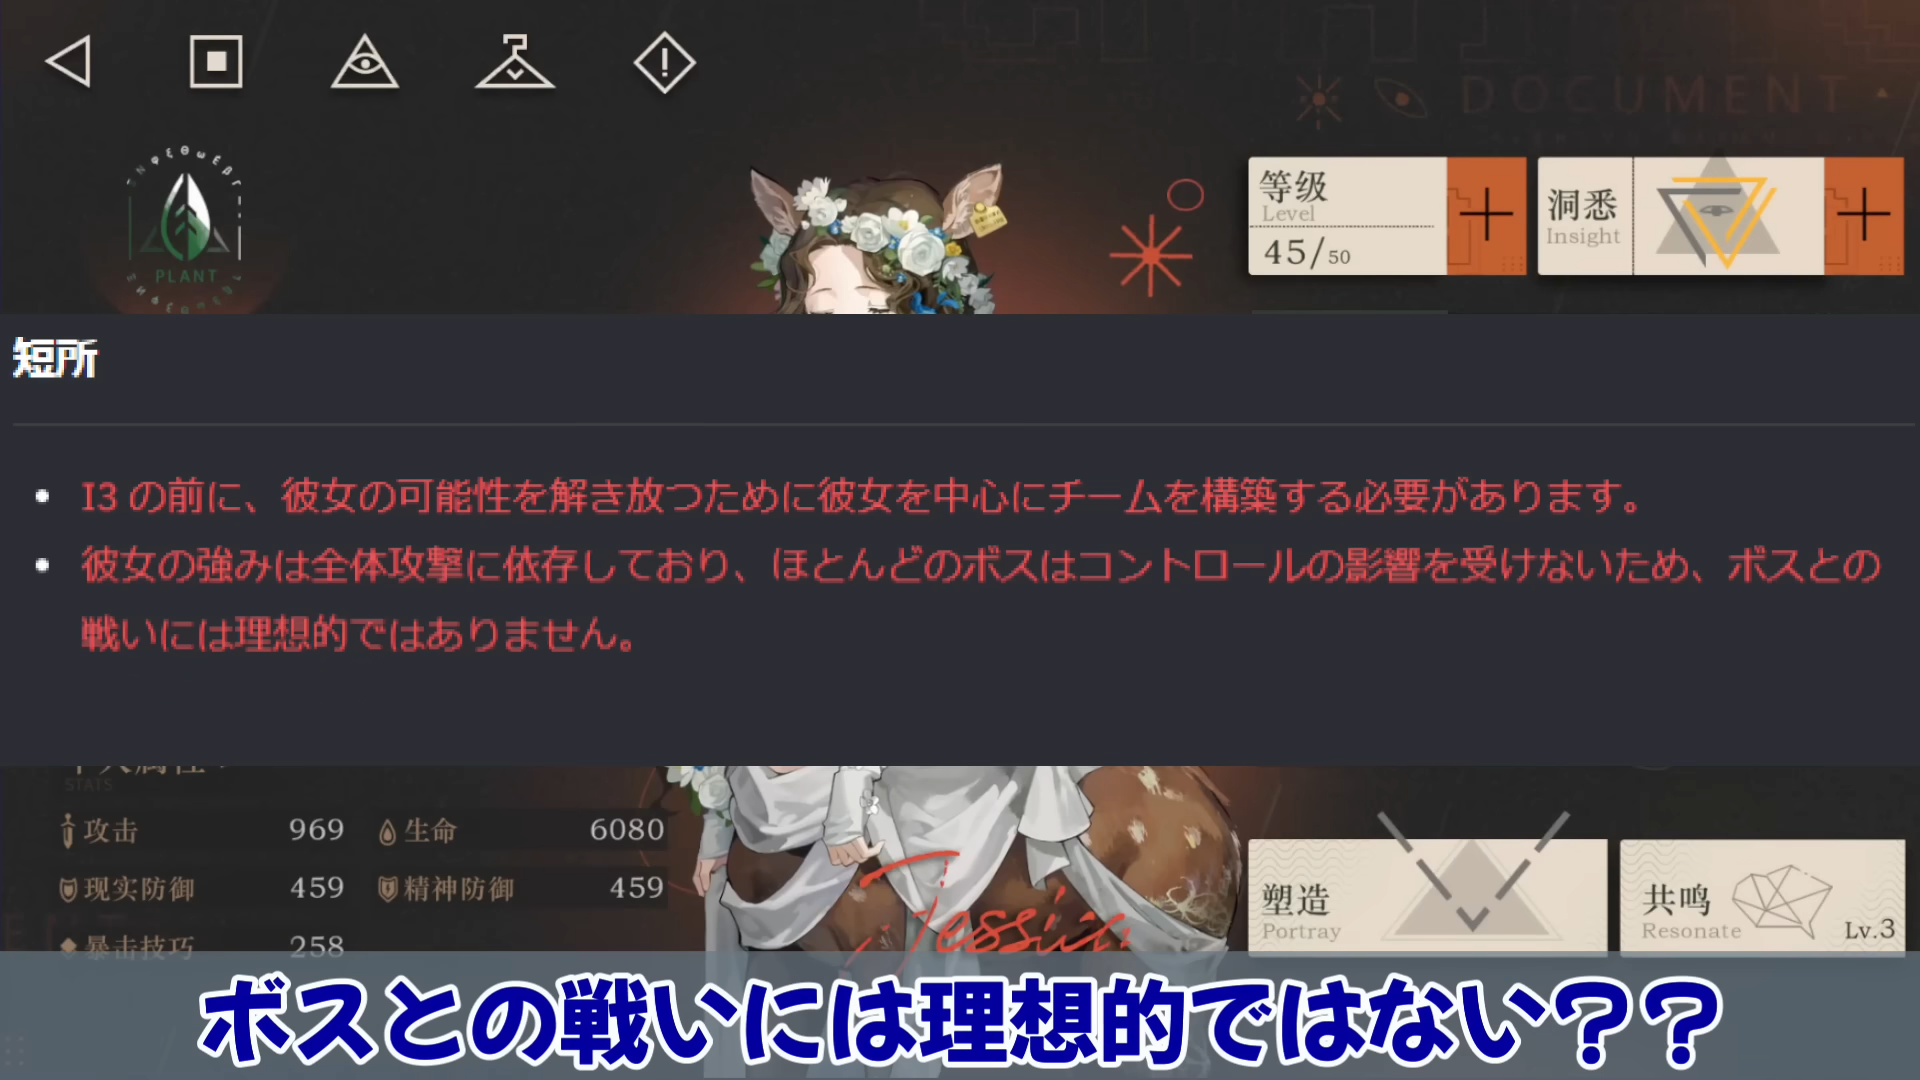 DOCUMENT
PLANT
等级
Level
45/50
洞悉
Insight
短所
• I3 の前に、彼女の可能性を解き放つために彼女を中心にチームを構築する必要があります。
• 彼女の強みは全体攻撃に依存しており、ほとんどのボスはコントロールの影響を受けないため、ボスとの
戦いには理想的ではありません。
STATS
攻击 969 生命 6080
现实防御 459 精神防御 459
暴击技巧 258
塑造
Portray
共鸣
Resonate
Lv.3
ボスとの戦いには理想的ではない??